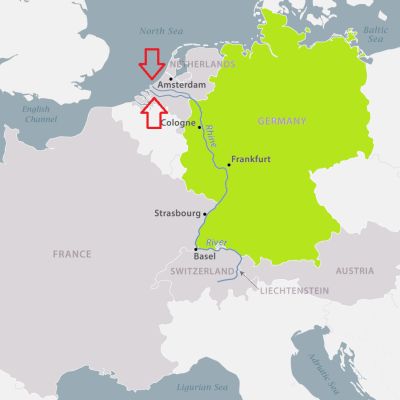 North Sea
Baltic
Sea
NETHERLANDS
Amsterdam
English
Channel
Cologne
Rhine
GERMANY
Frankfurt
Strasbourg
River
Basel
FRANCE
SWITZERLAND
AUSTRIA
LIECHTENSTEIN
Adriatic
Sea
Ligurian Sea